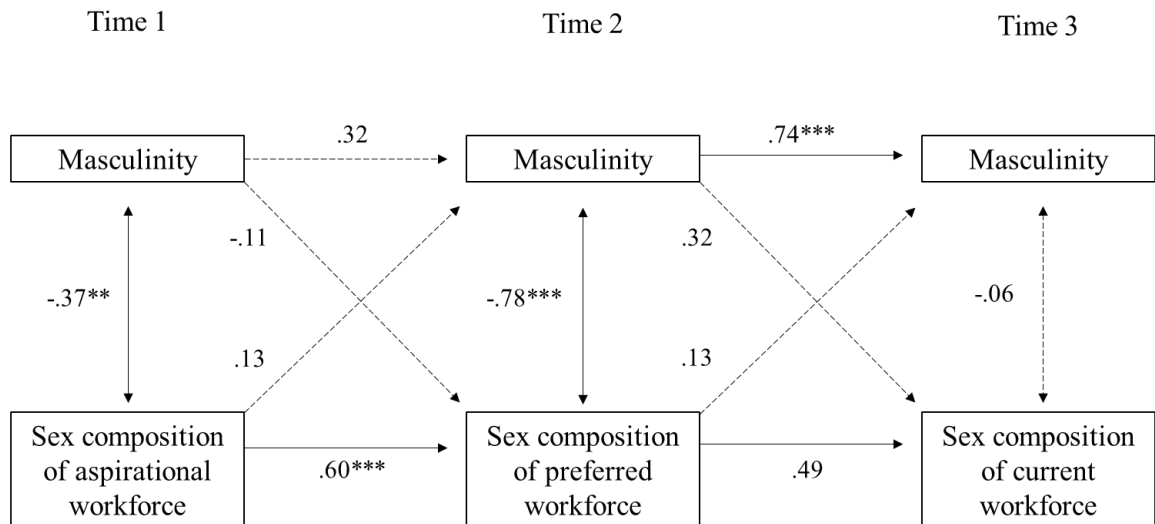 Time 1
Time 2
Time 3
.32
.74***
Masculinity
Masculinity
Masculinity
-.11
.32
-.37**
-.78***
-.06
.13
.13
Sex composition
of aspirational
workforce
Sex composition
of preferred
workforce
Sex composition
of current
workforce
.60***
.49